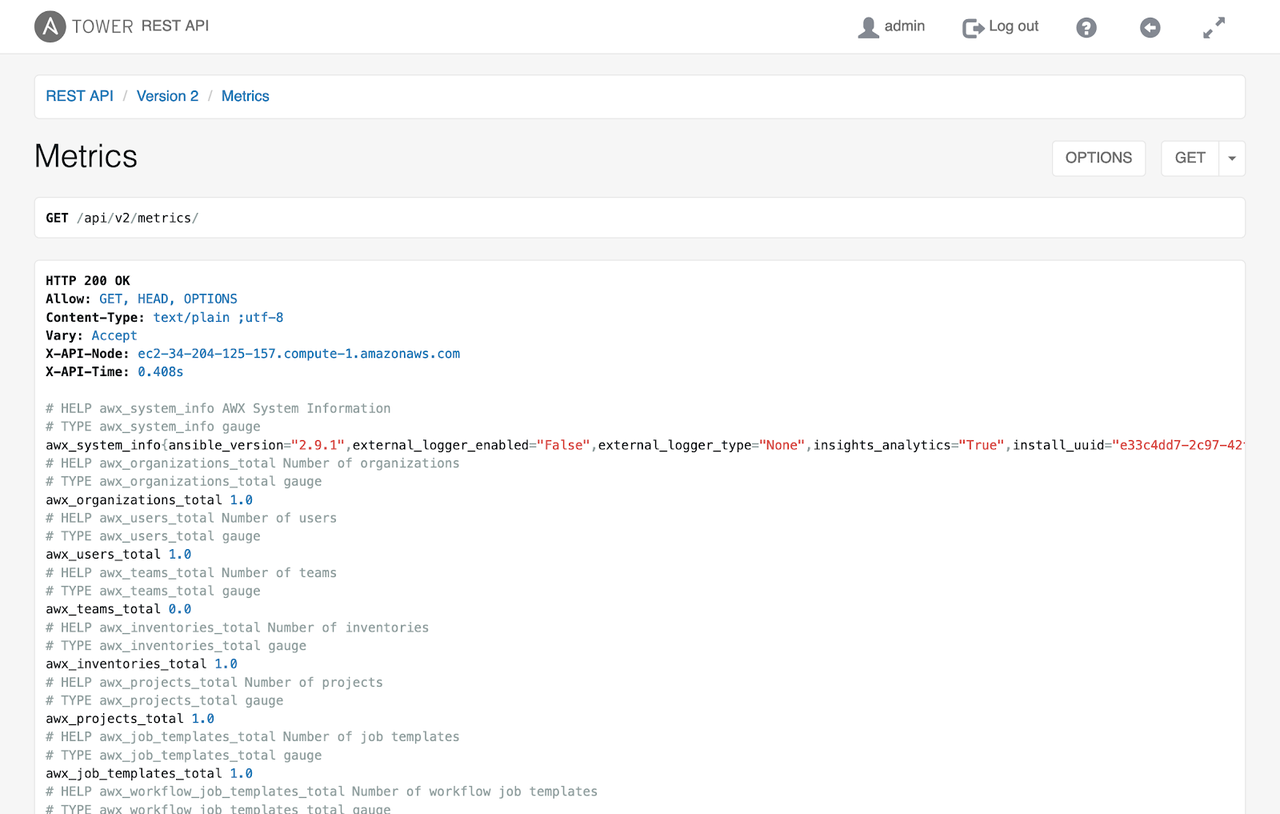 TOWER REST API
admin
Log out
REST API / Version 2 / Metrics
Metrics
OPTIONS
GET
GET /api/v2/metrics/
HTTP 200 OK
Allow: GET, HEAD, OPTIONS
Content-Type: text/plain ;utf-8
Vary: Accept
X-API-Node: ec2-34-204-125-157.compute-1.amazonaws.com
X-API-Time: 0.408s
# HELP awx_system_info AWX System Information
# TYPE awx_system_info gauge
awx_system_info{ansible_version="2.9.1",external_logger_enabled="False",external_logger_type="None",insights_analytics="True",install_uuid="e33c4dd7-2c97-42
# HELP awx_organizations_total Number of organizations
# TYPE awx_organizations_total gauge
awx_organizations_total 1.0
# HELP awx_users_total Number of users
# TYPE awx_users_total gauge
awx_users_total 1.0
# HELP awx_teams_total Number of teams
# TYPE awx_teams_total gauge
awx_teams_total 0.0
# HELP awx_inventories_total Number of inventories
# TYPE awx_inventories_total gauge
awx_inventories_total 1.0
# HELP awx_projects_total Number of projects
# TYPE awx_projects_total gauge
awx_projects_total 1.0
# HELP awx_job_templates_total Number of job templates
# TYPE awx_job_templates_total gauge
awx_job_templates_total 1.0
# HELP awx_workflow_job_templates_total Number of workflow job templates
# TYPE awx_workflow_job_templates_total gauge